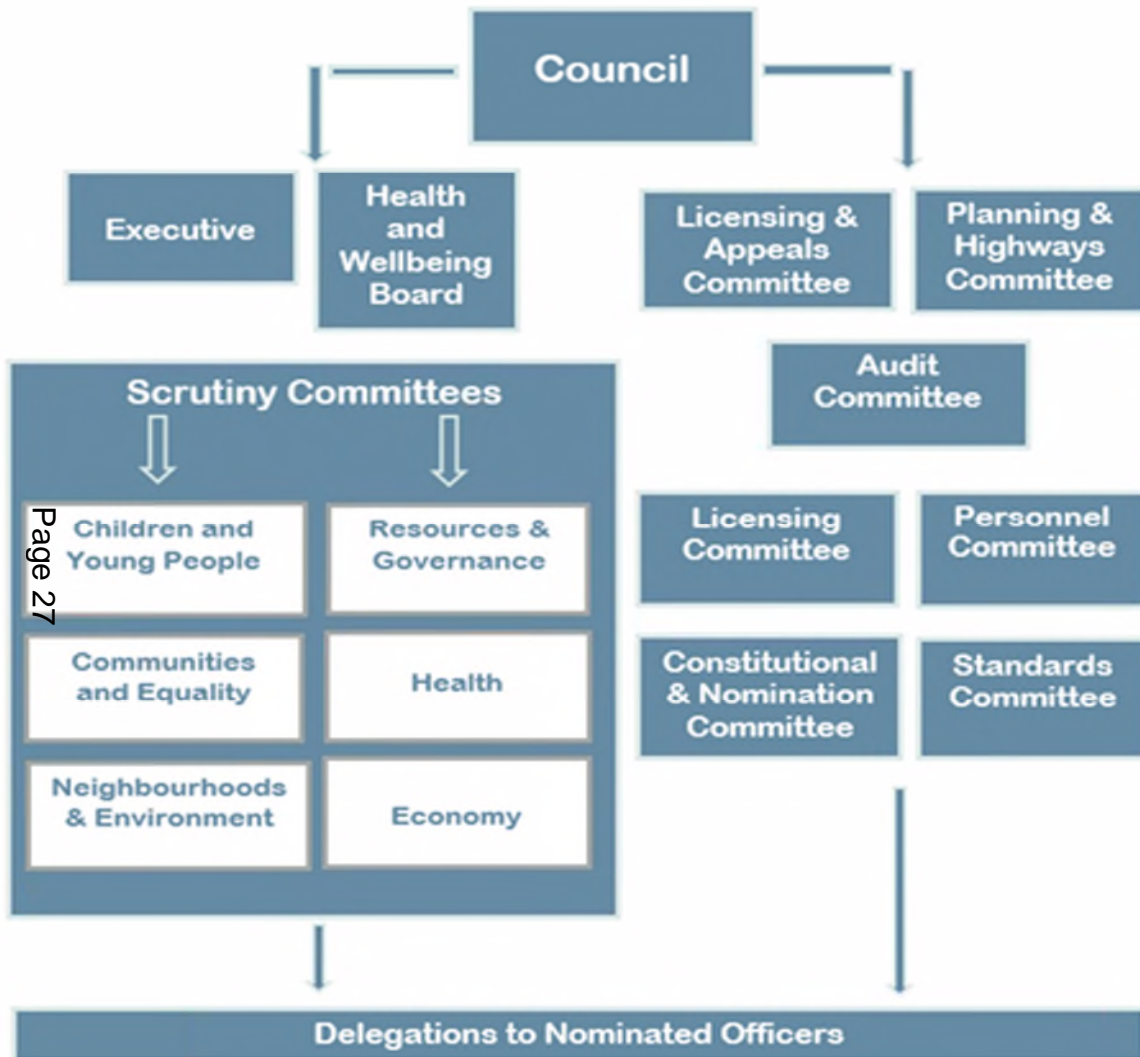 Council
Executive
Health
and
Wellbeing
Board
Licensing &
Appeals
Committee
Planning &
Highways
Committee
Audit
Committee
Scrutiny Committees
Children and
Young People
Resources &
Governance
Communities
and Equality
Health
Neighbourhoods
& Environment
Economy
Licensing
Committee
Personnel
Committee
Constitutional
& Nomination
Committee
Standards
Committee
Delegations to Nominated Officers
Page 27